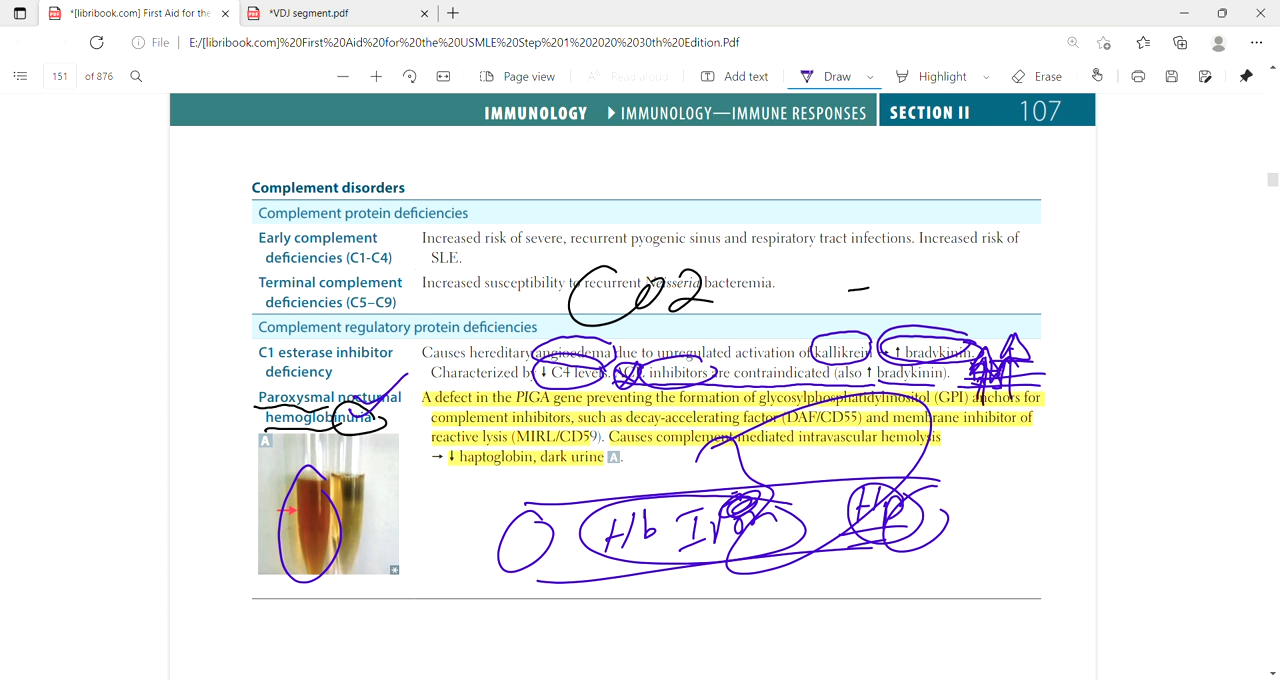 *[libribook.com] First Aid for the
*VDJ segment.pdf
File
E:/[libribook.com]%20First%20Aid%20for%20the%20USMLE%20Step%201%202020%2030th%20Edition.Pdf
151 of 876
Page view
Read aloud
Add text
Draw
Highlight
Erase
IMMUNOLOGY ▶ IMMUNOLOGY—IMMUNE RESPONSES SECTION II 107
Complement disorders
Complement protein deficiencies
Early complement deficiencies (C1-C4)
Increased risk of severe, recurrent pyogenic sinus and respiratory tract infections. Increased risk of
SLE.
Terminal complement deficiencies (C5–C9)
Increased susceptibility to recurrent Neisseria bacteremia.
CO2
Complement regulatory protein deficiencies
C1 esterase inhibitor deficiency
Causes hereditary angioedema due to unregulated activation of kallikrein → ↑ bradykinin.
Characterized by ↓ C4 levels. ACE inhibitors are contraindicated (also ↑ bradykinin).
Paroxysmal nocturnal hemoglobinuria
A defect in the PIGA gene preventing the formation of glycosylphosphatidylinositol (GPI) anchors for
complement inhibitors, such as decay-accelerating factor (DAF/CD55) and membrane inhibitor of
reactive lysis (MIRL/CD59). Causes complement-mediated intravascular hemolysis
→ ↓ haptoglobin, dark urine A.
A
Hb Iron Hp